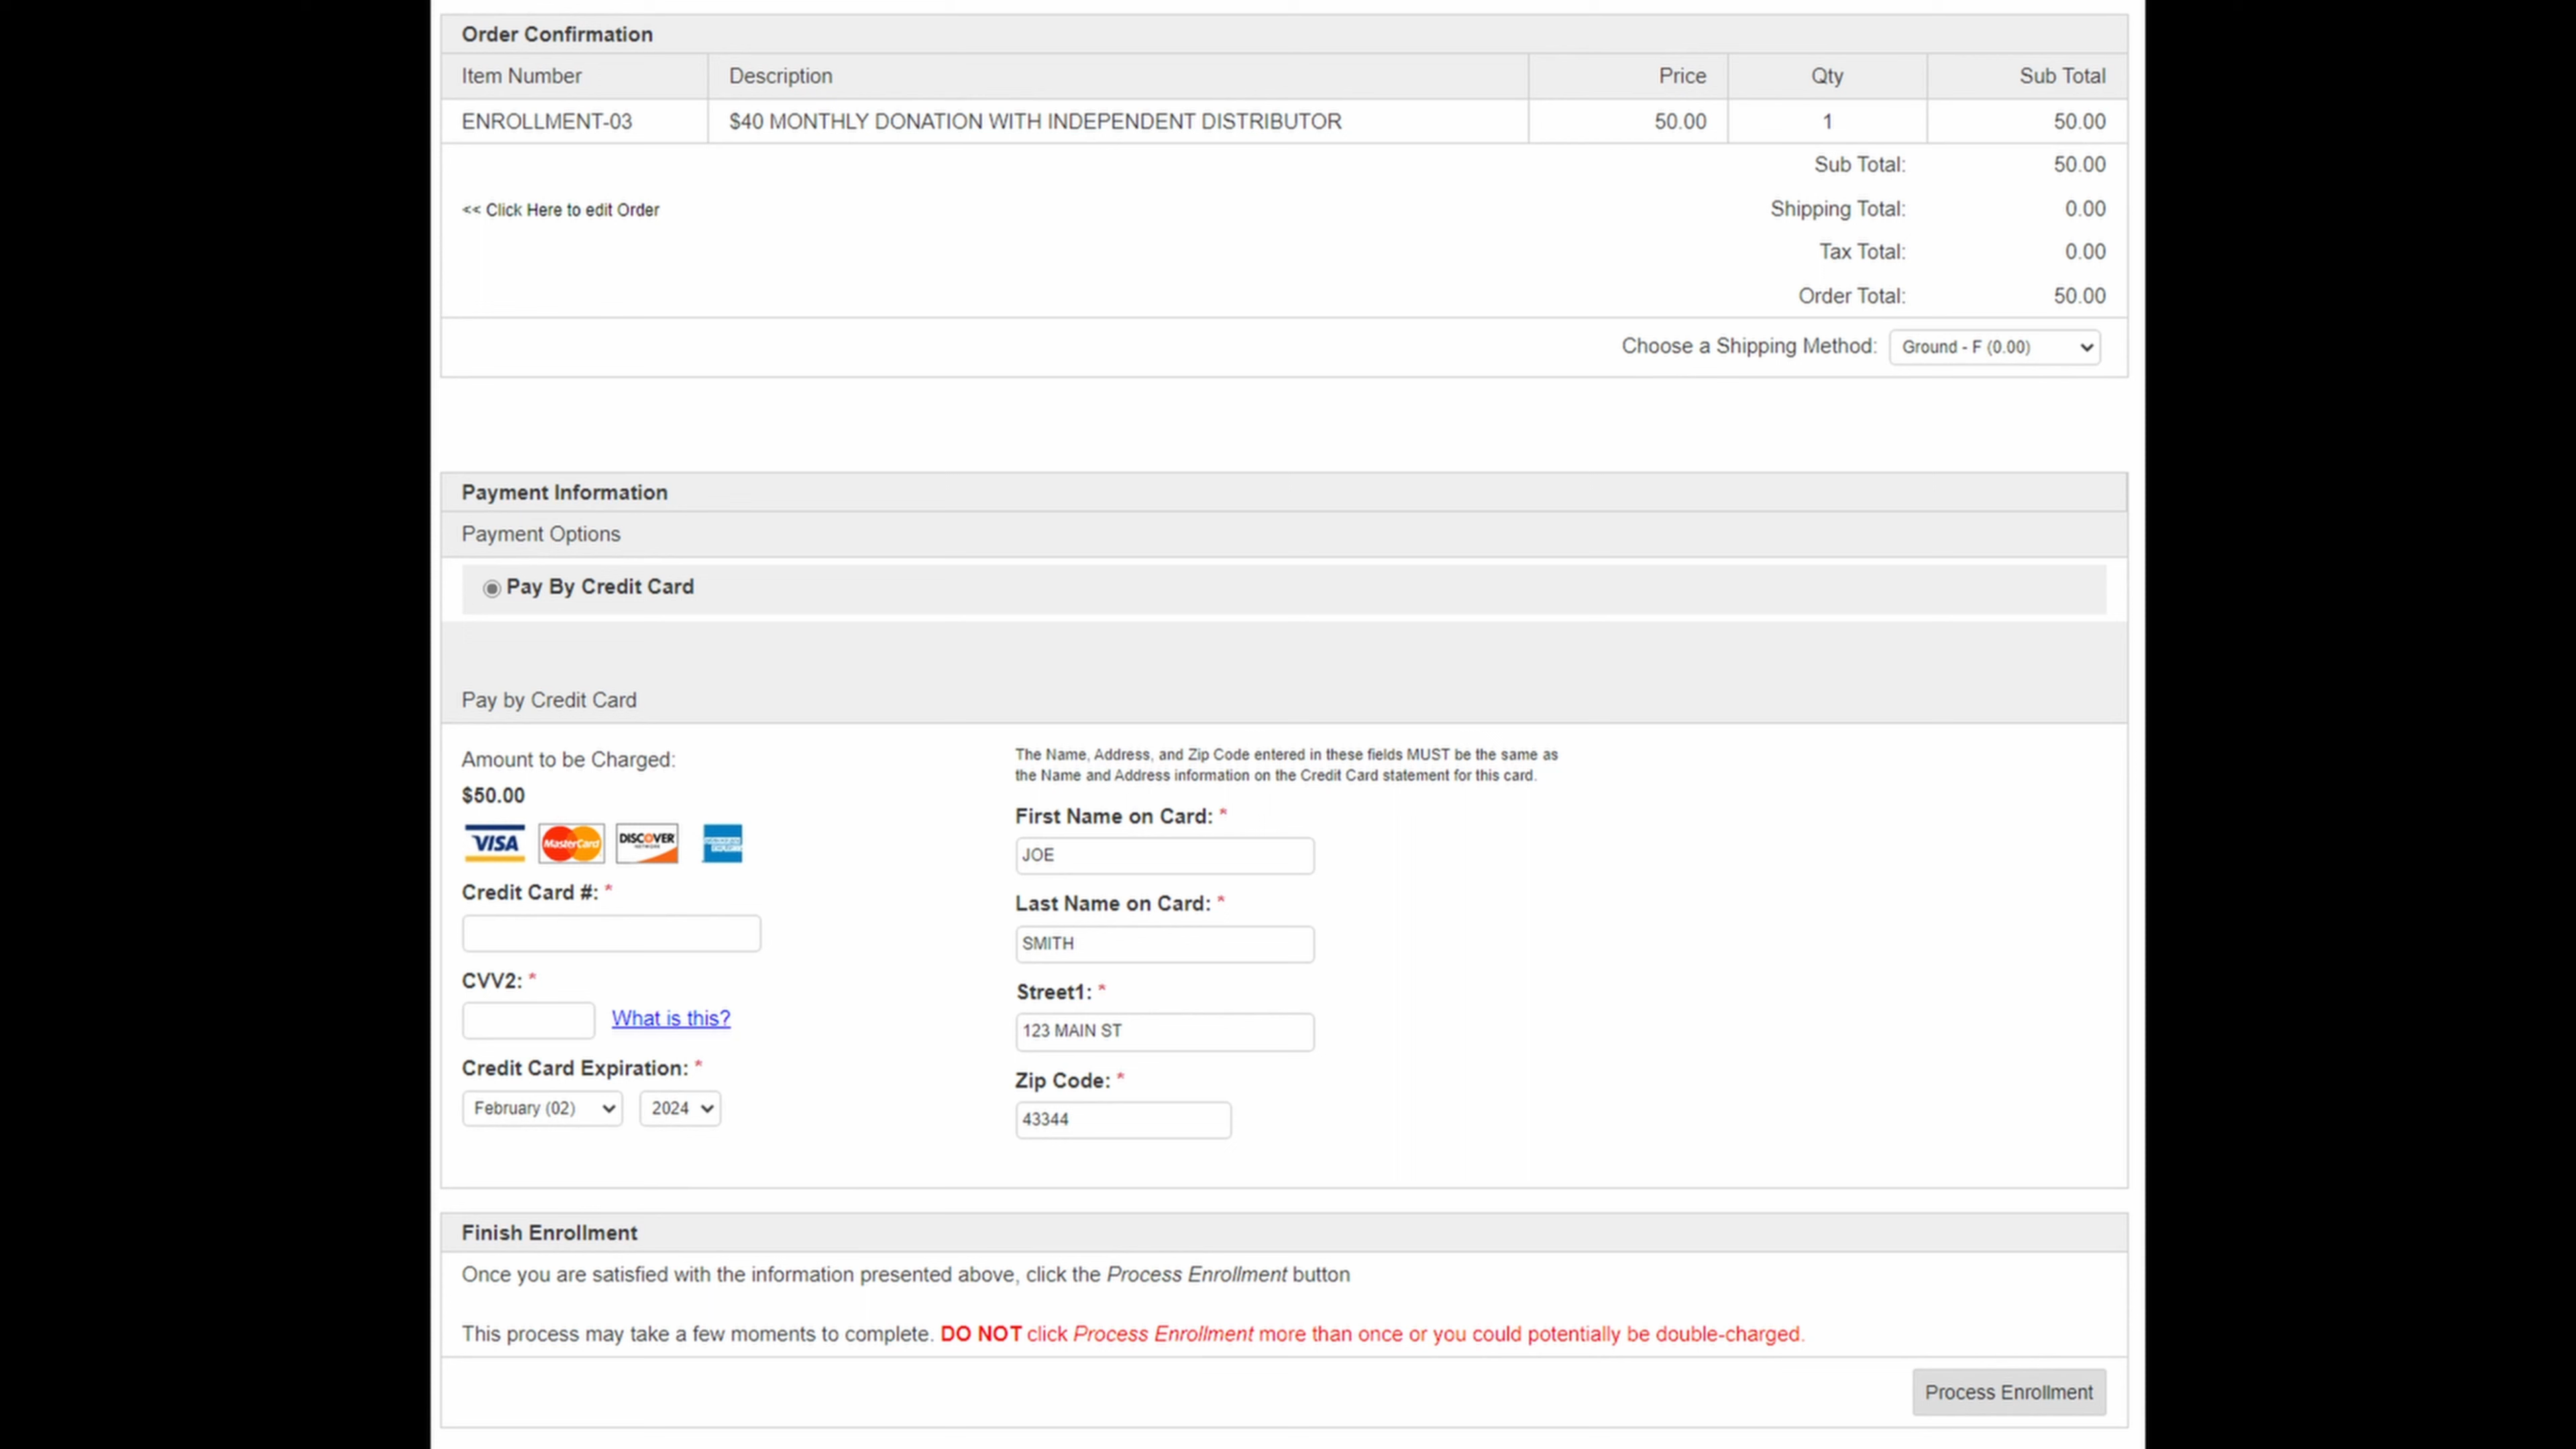 Order Confirmation
Item Number Description Price Qty Sub Total
ENROLLMENT-03 $40 MONTHLY DONATION WITH INDEPENDENT DISTRIBUTOR 50.00 1 50.00
Sub Total: 50.00
<< Click Here to edit Order Shipping Total: 0.00
Tax Total: 0.00
Order Total: 50.00
Choose a Shipping Method: Ground - F (0.00)
Payment Information
Payment Options
Pay By Credit Card
Pay by Credit Card
Amount to be Charged:
$50.00
VISA MasterCard DISCOVER
Credit Card #: *
CVV2: *
What is this?
Credit Card Expiration: *
February (02) 2024
The Name, Address, and Zip Code entered in these fields MUST be the same as
the Name and Address information on the Credit Card statement for this card.
First Name on Card: *
JOE
Last Name on Card: *
SMITH
Street1: *
123 MAIN ST
Zip Code: *
43344
Finish Enrollment
Once you are satisfied with the information presented above, click the Process Enrollment button
This process may take a few moments to complete. DO NOT click Process Enrollment more than once or you could potentially be double-charged.
Process Enrollment